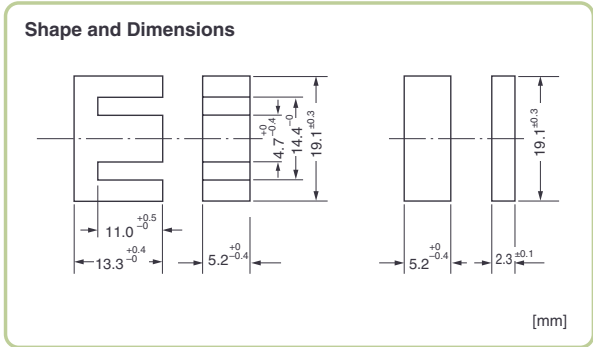 Shape and Dimensions
4.7 +0 −0.4
14.4 −0
19.1 ±0.3
19.1 ±0.3
11.0 +0.5 −0
13.3 +0.4 −0
5.2 +0 −0.4
5.2 +0 −0.4
2.3 ±0.1
[mm]